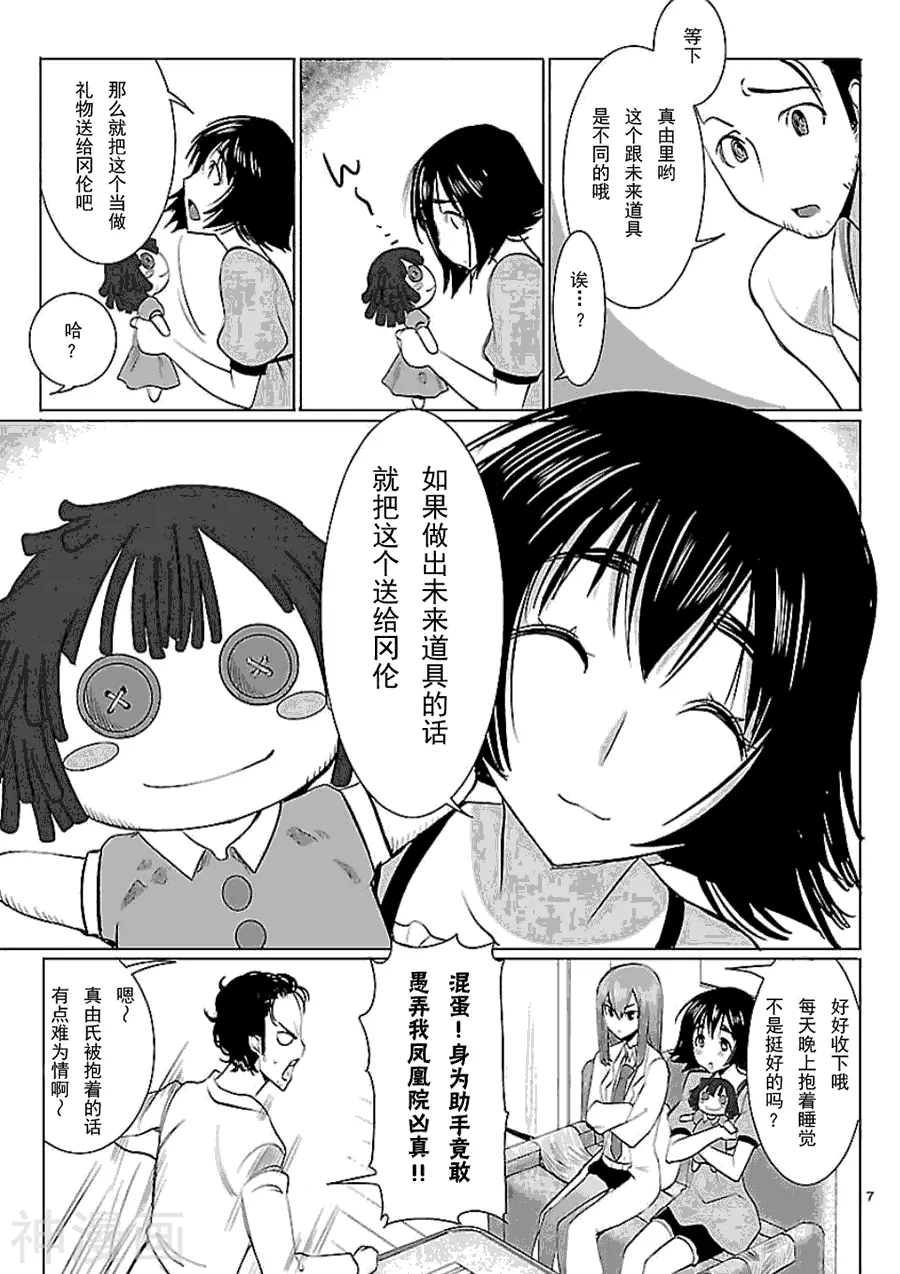 等下
真由里哟
这个跟未来道具
是不同的哦
诶…?
那么就把这个当做
礼物送给冈伦吧
哈?
如果做出未来道具的话
就把这个送给冈伦
好好收下哦
每天晚上抱着睡觉
不是挺好的吗?
混蛋!身为助手竟敢
愚弄我凤凰院凶真!!
嗯~
真由氏被抱着的话
有点难为情啊~
7
神漫画